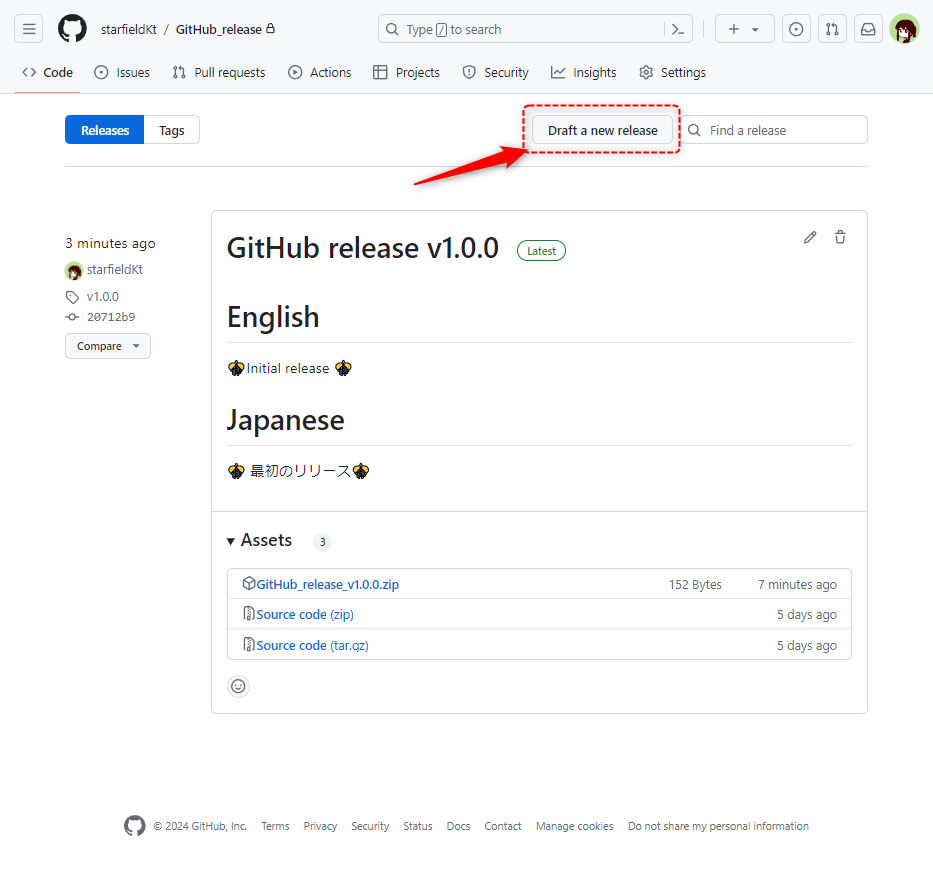 starfieldKt / GitHub_release
Type / to search
Code Issues Pull requests Actions Projects Security Insights Settings
Releases Tags Draft a new release Find a release
3 minutes ago
starfieldKt
v1.0.0
20712b9
Compare
GitHub release v1.0.0 Latest
English
Initial release
Japanese
最初のリリース
Assets 3
GitHub_release_v1.0.0.zip 152 Bytes 7 minutes ago
Source code (zip) 5 days ago
Source code (tar.gz) 5 days ago
© 2024 GitHub, Inc. Terms Privacy Security Status Docs Contact Manage cookies Do not share my personal information